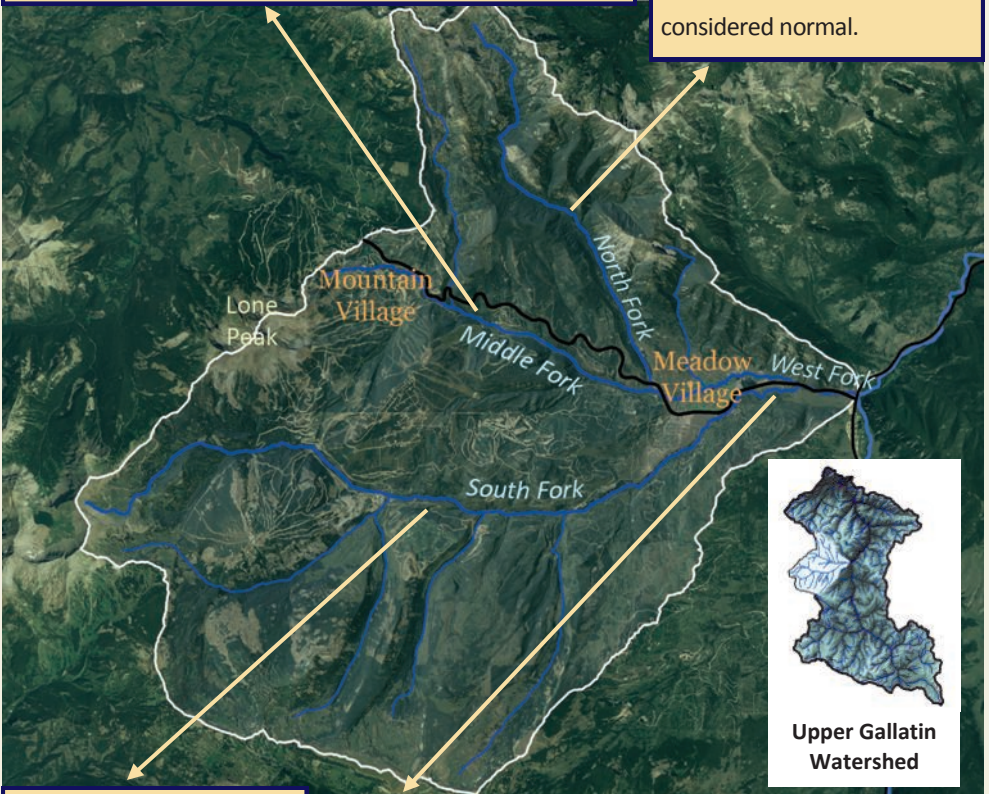 considered normal.
North Fork
Mountain
Village
Lone
Peak
Middle Fork
Meadow
Village
West Fork
South Fork
Upper Gallatin
Watershed